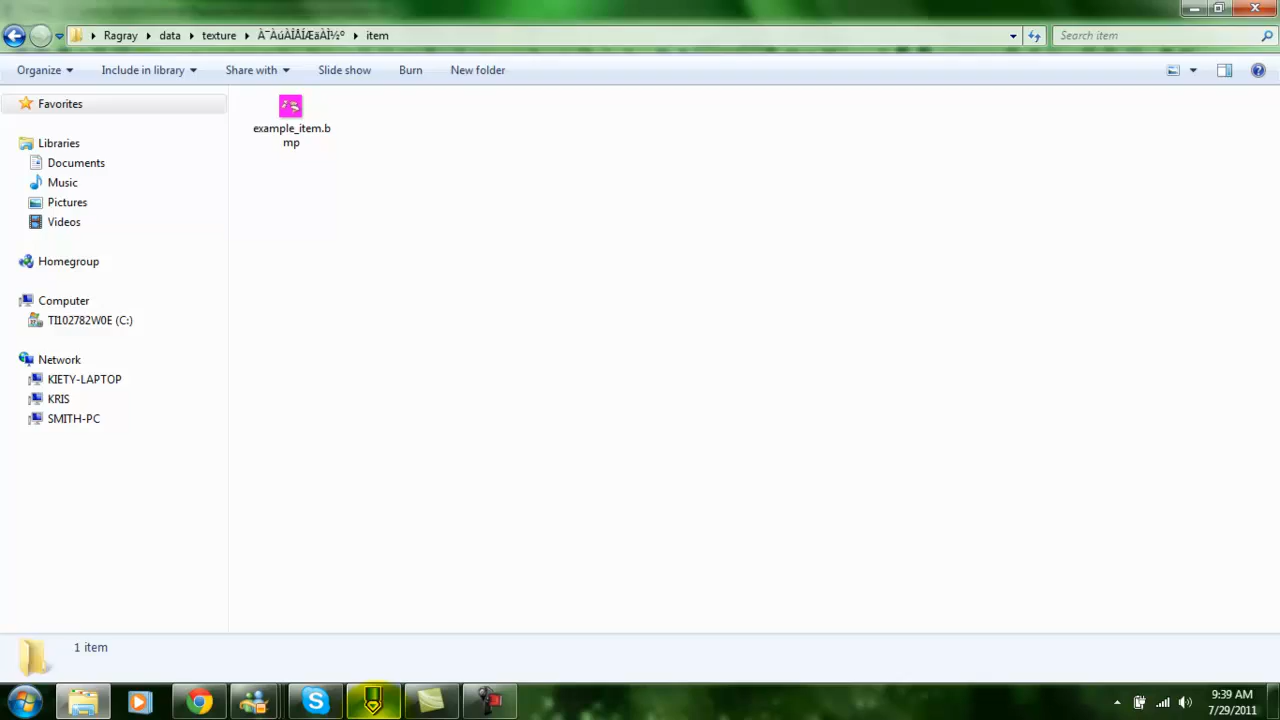 Ragray data texture À¯ÀúÀÎÅÍÆäÀÌ½º item
Search item
Organize Include in library Share with Slide show Burn New folder
Favorites
example_item.b
mp
Libraries
Documents
Music
Pictures
Videos
Homegroup
Computer
TI102782W0E (C:)
Network
KIETY-LAPTOP
KRIS
SMITH-PC
1 item
9:39 AM
7/29/2011